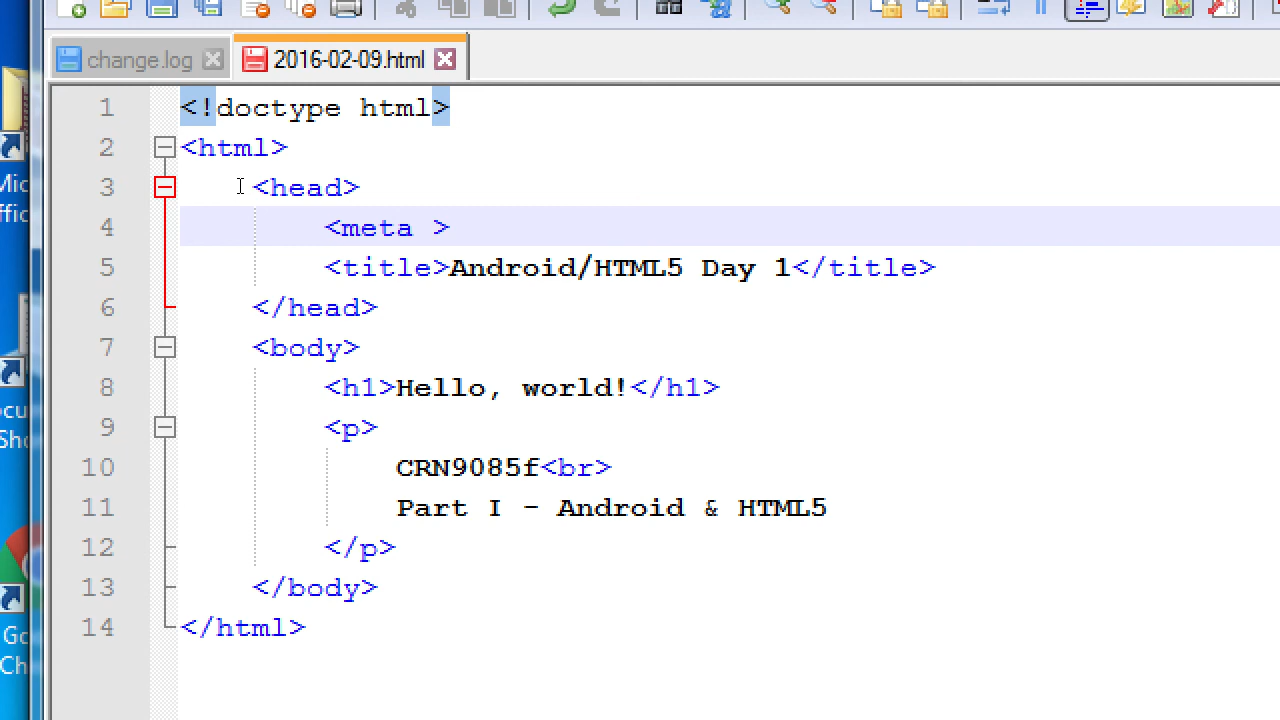 change.log
2016-02-09.html
1 <!doctype html>
2 <html>
3 <head>
4 <meta >
5 <title>Android/HTML5 Day 1</title>
6 </head>
7 <body>
8 <h1>Hello, world!</h1>
9 <p>
10 CRN9085f<br>
11 Part I - Android & HTML5
12 </p>
13 </body>
14 </html>